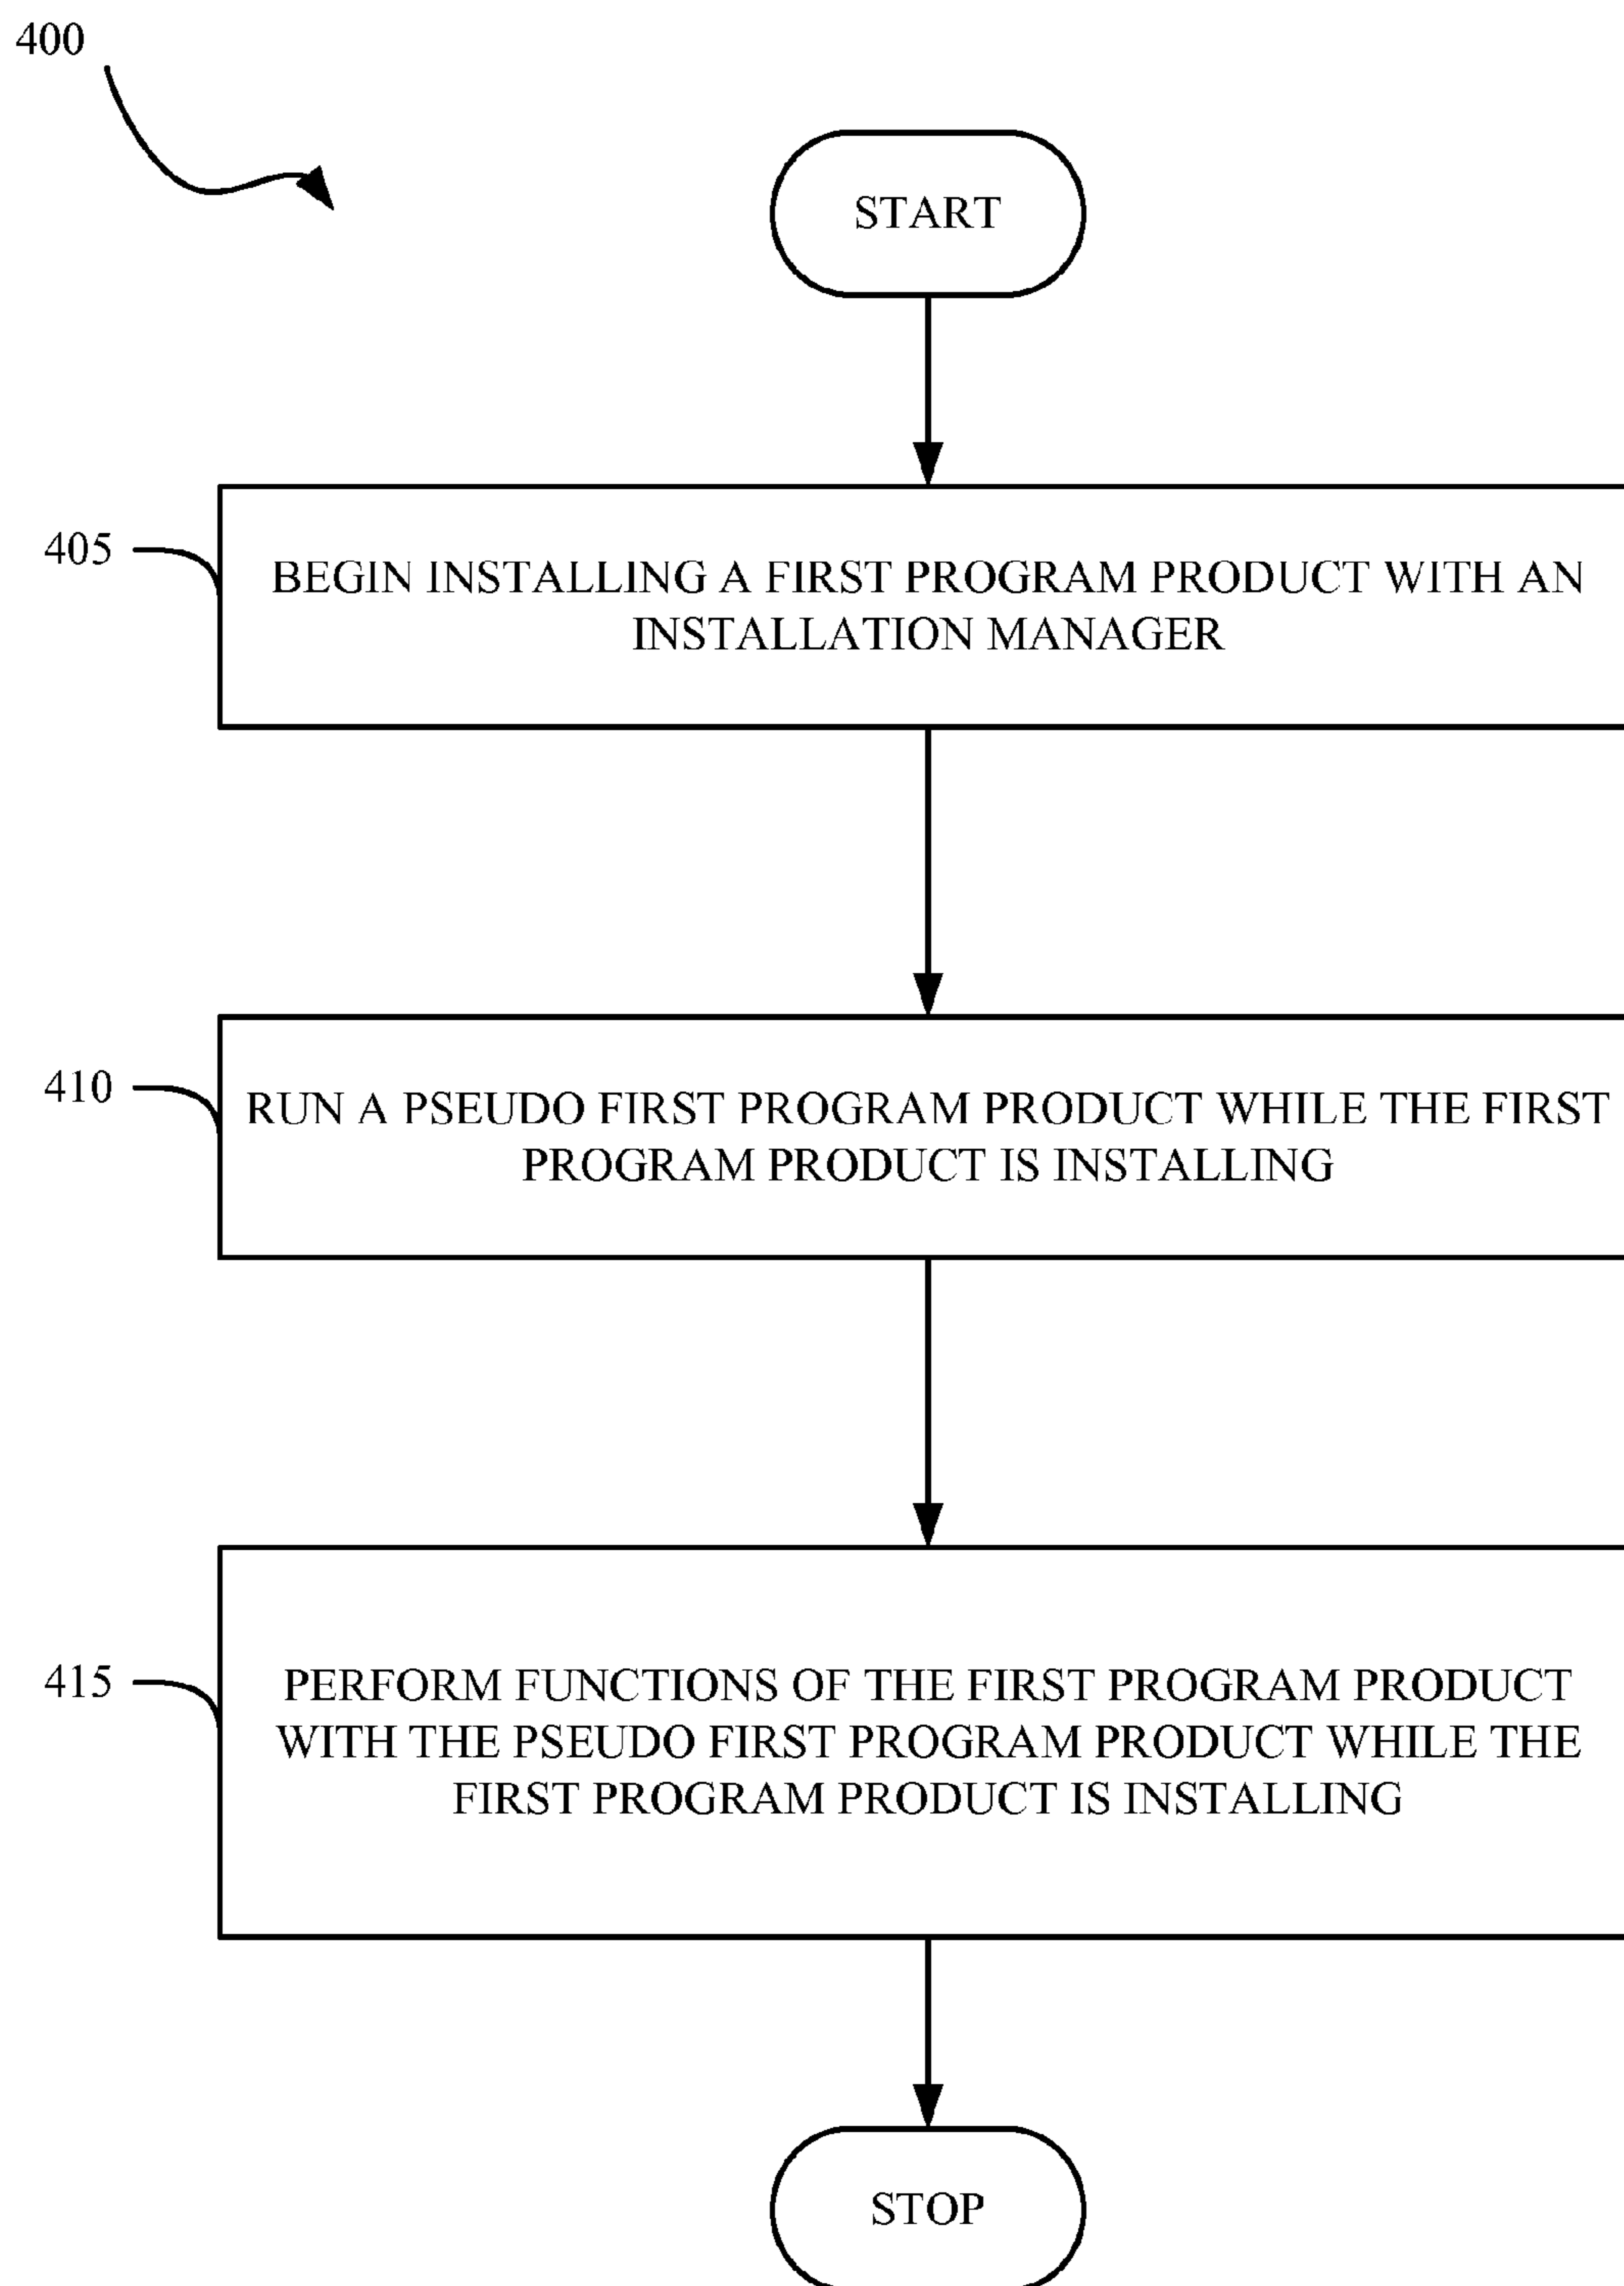 400
START
405
BEGIN INSTALLING A FIRST PROGRAM PRODUCT WITH AN
INSTALLATION MANAGER
410
RUN A PSEUDO FIRST PROGRAM PRODUCT WHILE THE FIRST
PROGRAM PRODUCT IS INSTALLING
415
PERFORM FUNCTIONS OF THE FIRST PROGRAM PRODUCT
WITH THE PSEUDO FIRST PROGRAM PRODUCT WHILE THE
FIRST PROGRAM PRODUCT IS INSTALLING
STOP